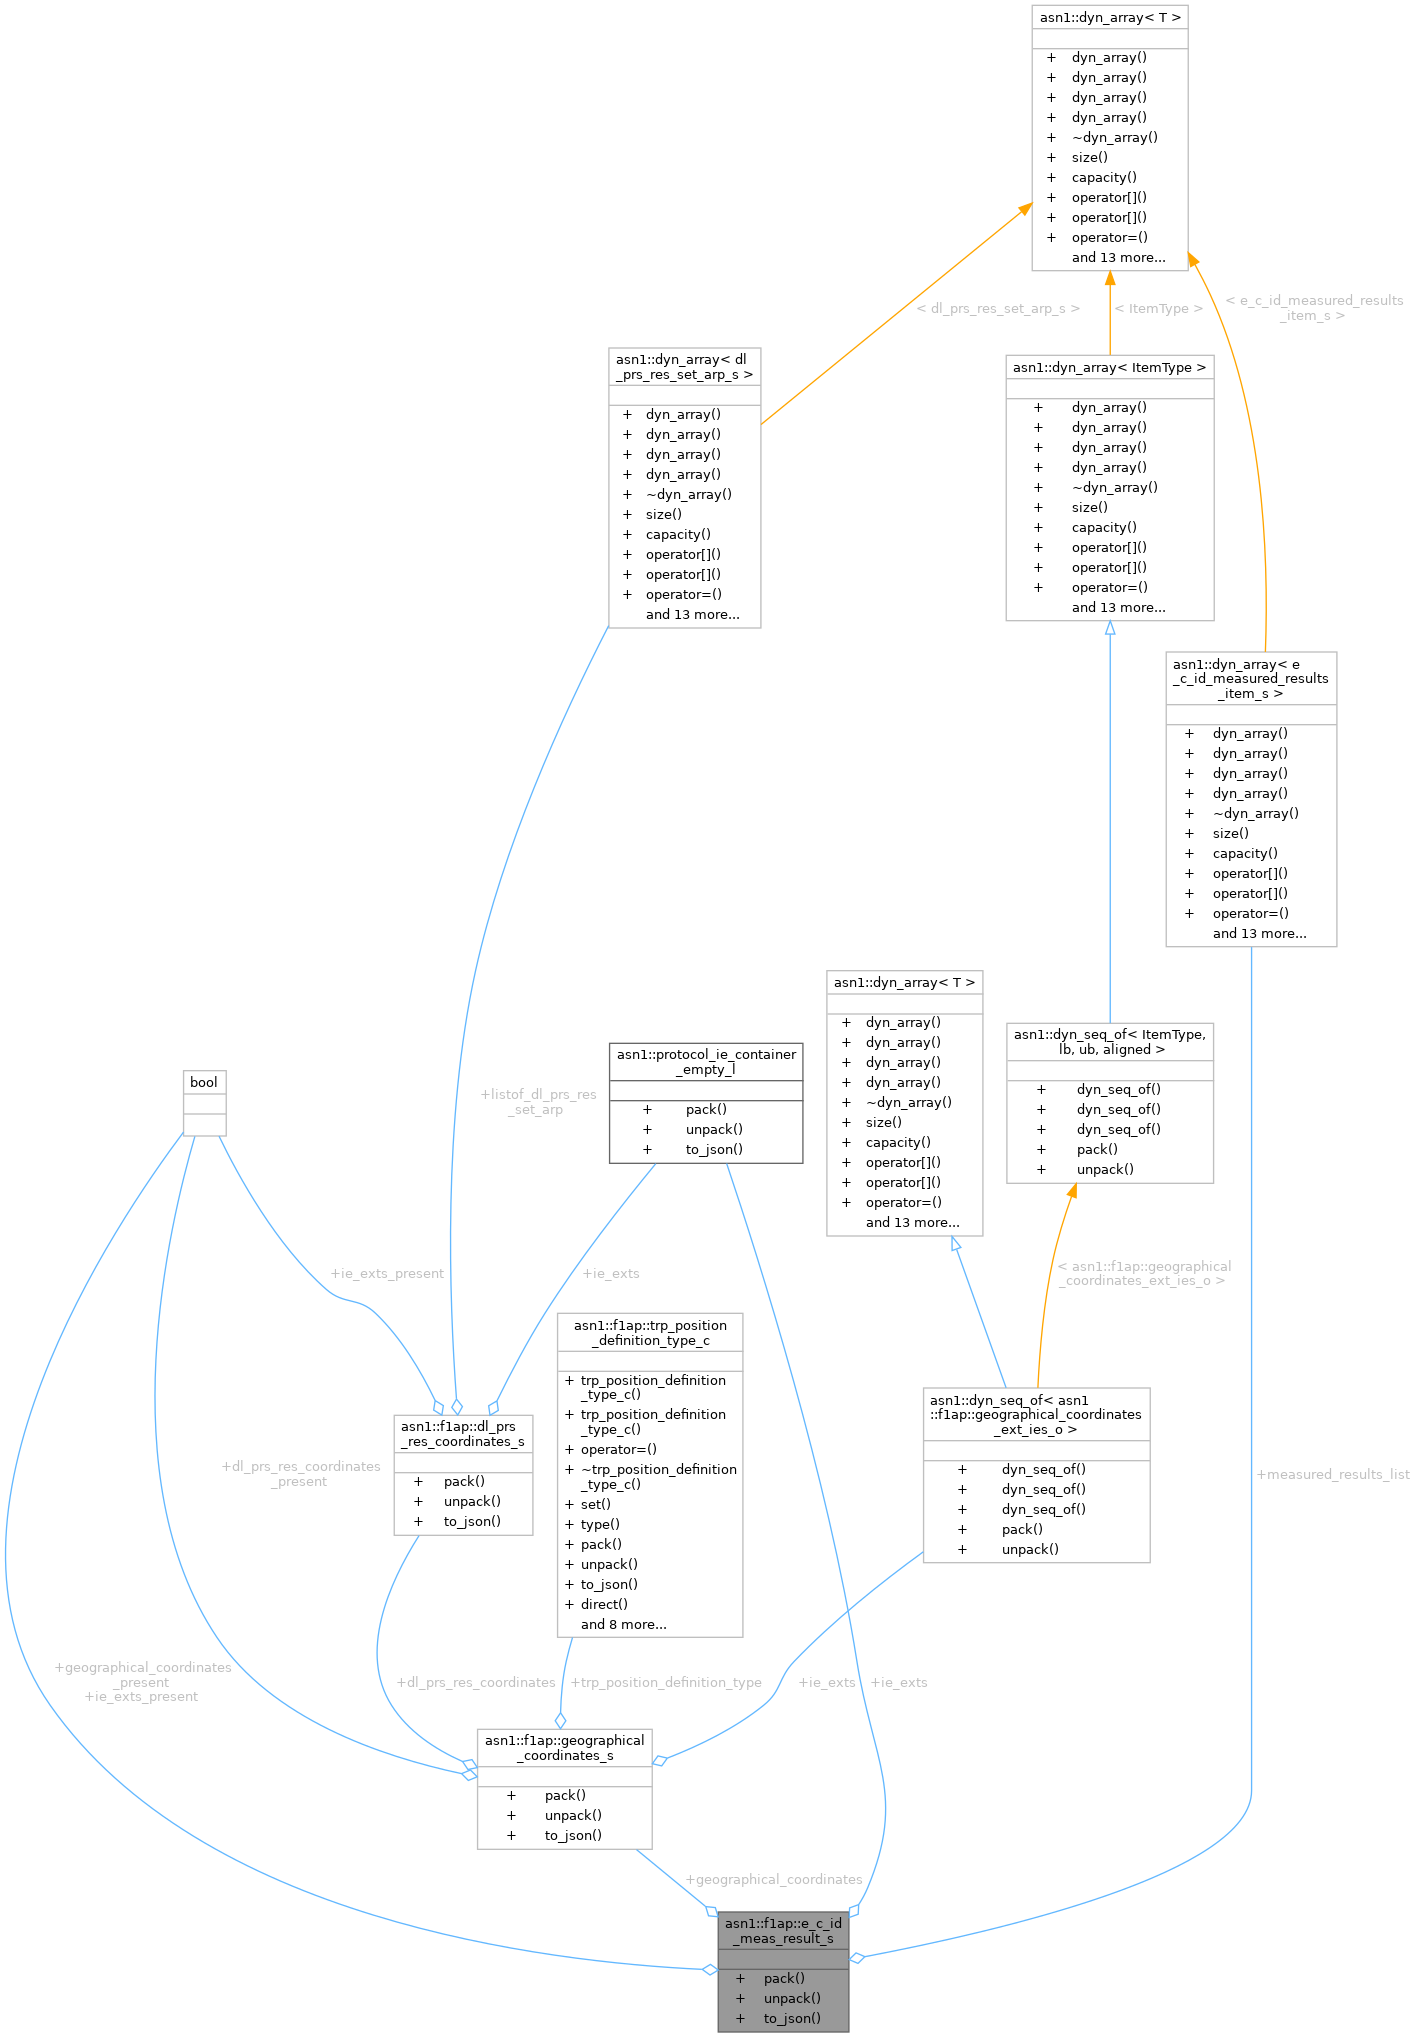 asn1::dyn_array< T >
+ dyn_array()
+ dyn_array()
+ dyn_array()
+ dyn_array()
+ ~dyn_array()
+ size()
+ capacity()
+ operator[]()
+ operator[]()
+ operator=()
and 13 more...
< dl_prs_res_set_arp_s >
< ItemType >
< e_c_id_measured_results
_item_s >
asn1::dyn_array< dl
_prs_res_set_arp_s >
+ dyn_array()
+ dyn_array()
+ dyn_array()
+ dyn_array()
+ ~dyn_array()
+ size()
+ capacity()
+ operator[]()
+ operator[]()
+ operator=()
and 13 more...
asn1::dyn_array< ItemType >
+ dyn_array()
+ dyn_array()
+ dyn_array()
+ dyn_array()
+ ~dyn_array()
+ size()
+ capacity()
+ operator[]()
+ operator[]()
+ operator=()
and 13 more...
asn1::dyn_array< e
_c_id_measured_results
_item_s >
+ dyn_array()
+ dyn_array()
+ dyn_array()
+ dyn_array()
+ ~dyn_array()
+ size()
+ capacity()
+ operator[]()
+ operator[]()
+ operator=()
and 13 more...
asn1::dyn_array< T >
+ dyn_array()
+ dyn_array()
+ dyn_array()
+ dyn_array()
+ ~dyn_array()
+ size()
+ capacity()
+ operator[]()
+ operator[]()
+ operator=()
and 13 more...
asn1::dyn_seq_of< ItemType,
lb, ub, aligned >
+ dyn_seq_of()
+ dyn_seq_of()
+ dyn_seq_of()
+ pack()
+ unpack()
asn1::protocol_ie_container
_empty_l
+ pack()
+ unpack()
+ to_json()
bool
+listof_dl_prs_res
_set_arp
+ie_exts_present
+ie_exts
< asn1::f1ap::geographical
_coordinates_ext_ies_o >
asn1::f1ap::trp_position
_definition_type_c
+ trp_position_definition
_type_c()
+ trp_position_definition
_type_c()
+ operator=()
+ ~trp_position_definition
_type_c()
+ set()
+ type()
+ pack()
+ unpack()
+ to_json()
+ direct()
and 8 more...
asn1::f1ap::dl_prs
_res_coordinates_s
+ pack()
+ unpack()
+ to_json()
asn1::dyn_seq_of< asn1
::f1ap::geographical_coordinates
_ext_ies_o >
+ dyn_seq_of()
+ dyn_seq_of()
+ dyn_seq_of()
+ pack()
+ unpack()
+dl_prs_res_coordinates
_present
+measured_results_list
+geographical_coordinates
_present
+ie_exts_present
+dl_prs_res_coordinates
+trp_position_definition_type
+ie_exts
+ie_exts
asn1::f1ap::geographical
_coordinates_s
+ pack()
+ unpack()
+ to_json()
+geographical_coordinates
asn1::f1ap::e_c_id
_meas_result_s
+ pack()
+ unpack()
+ to_json()